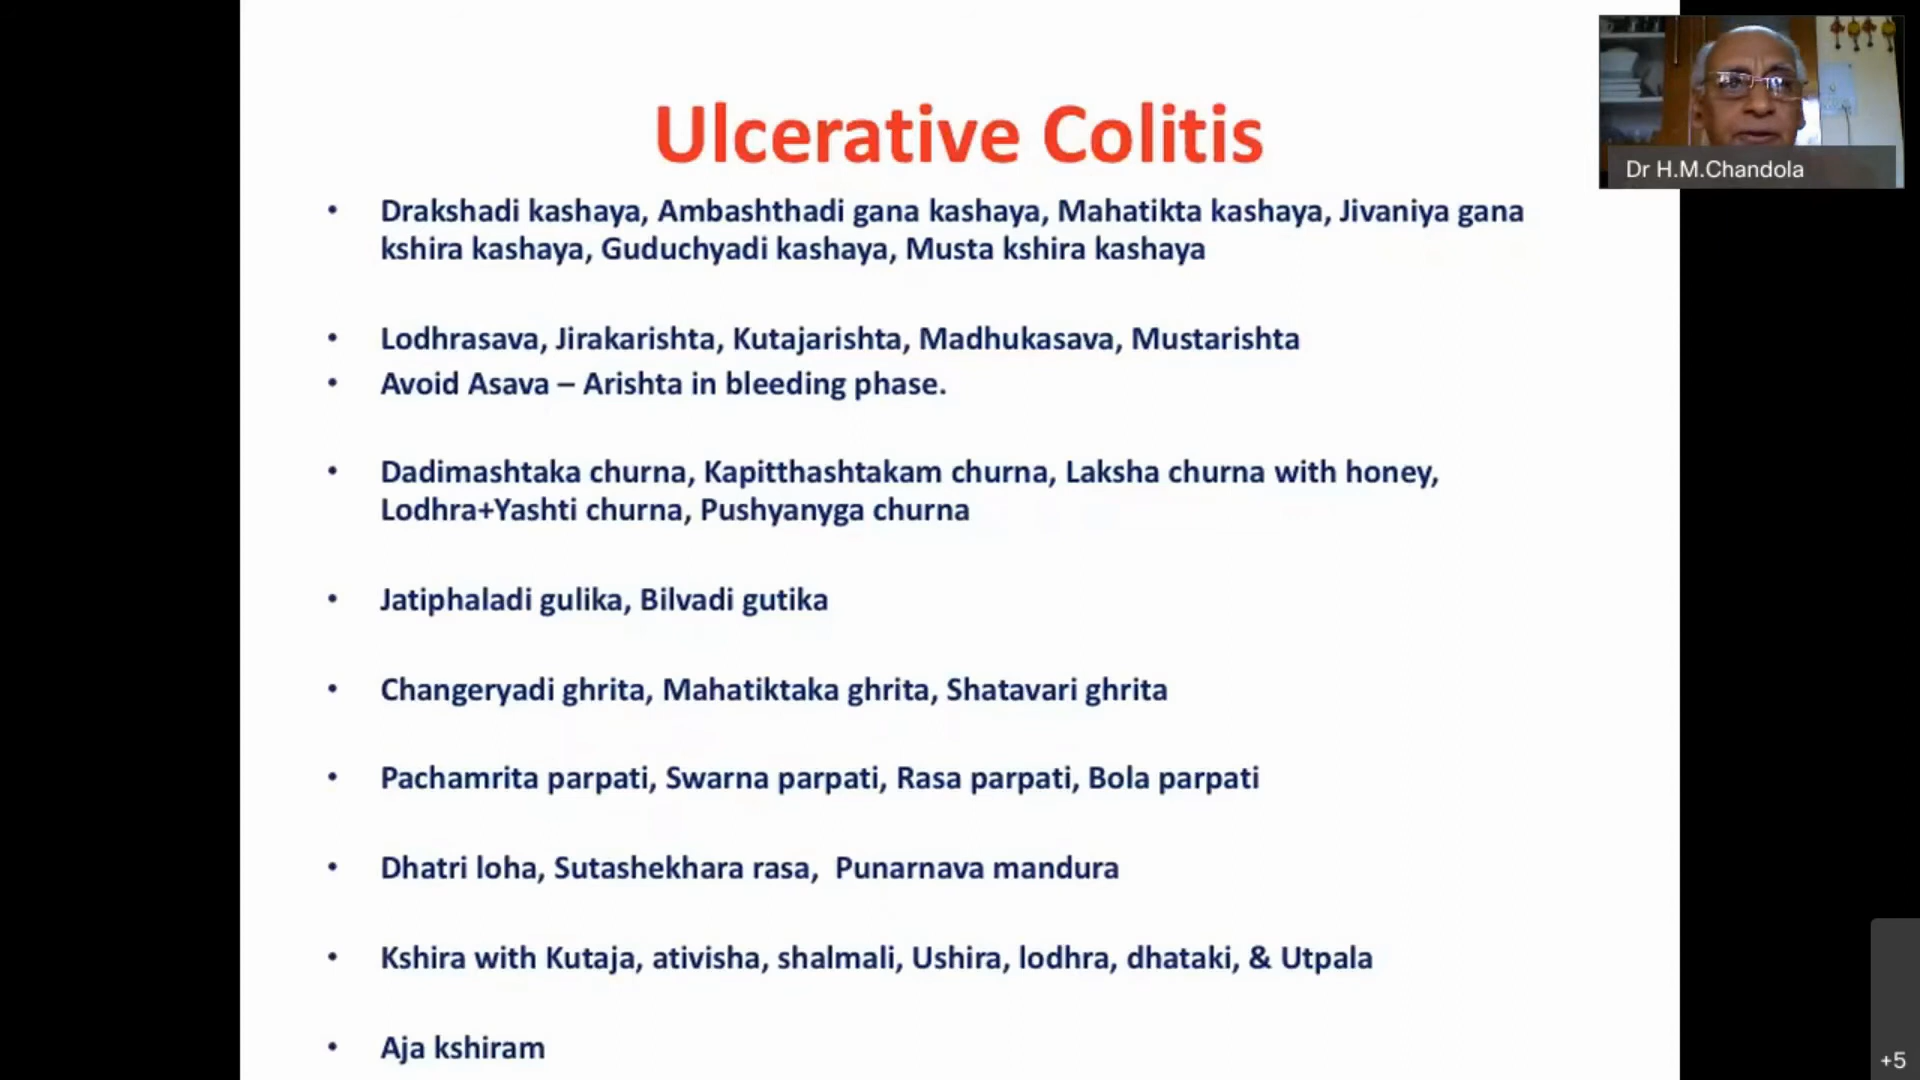 Ulcerative Colitis
Dr H.M.Chandola
• Drakshadi kashaya, Ambashthadi gana kashaya, Mahatikta kashaya, Jivaniya gana
kshira kashaya, Guduchyadi kashaya, Musta kshira kashaya
• Lodhrasava, Jirakarishta, Kutajarishta, Madhukasava, Mustarishta
• Avoid Asava – Arishta in bleeding phase.
• Dadimashtaka churna, Kapitthashtakam churna, Laksha churna with honey,
Lodhra+Yashti churna, Pushyanyga churna
• Jatiphaladi gulika, Bilvadi gutika
• Changeryadi ghrita, Mahatiktaka ghrita, Shatavari ghrita
• Pachamrita parpati, Swarna parpati, Rasa parpati, Bola parpati
• Dhatri loha, Sutashekhara rasa, Punarnava mandura
• Kshira with Kutaja, ativisha, shalmali, Ushira, lodhra, dhataki, & Utpala
• Aja kshiram
+5